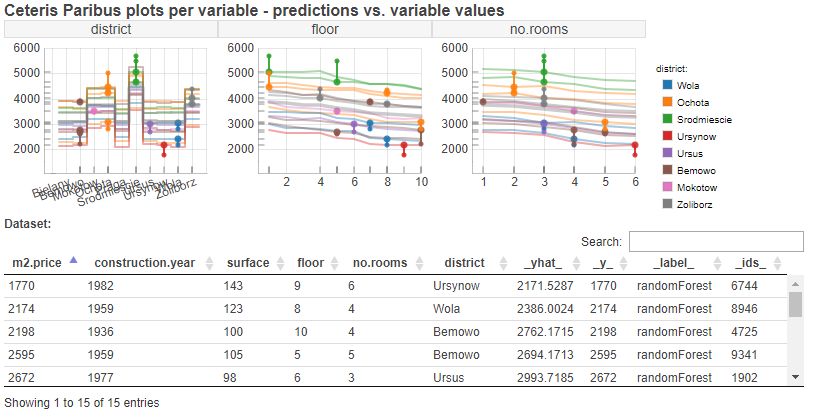 Ceteris Paribus plots per variable - predictions vs. variable values
district floor no.rooms
6000 6000 6000
5000 5000 5000
4000 4000 4000
3000 3000 3000
2000 2000 2000
Bielany Bemowo Mokotow Ochota Praga Srodmiescie Ursus Ursynow Wola Zoliborz
2 4 5 6 7 8 10
1 2 3 4 5 6
district:
Wola
Ochota
Srodmiescie
Ursynow
Ursus
Bemowo
Mokotow
Zoliborz
Dataset:
Search:
m2.price construction.year surface floor no.rooms district _yhat_ _y_ _label_ _ids_
1770 1982 143 9 6 Ursynow 2171.5287 1770 randomForest 6744
2174 1959 123 8 4 Wola 2386.0024 2174 randomForest 8946
2198 1936 100 10 4 Bemowo 2762.1715 2198 randomForest 4725
2595 1959 105 5 5 Bemowo 2694.1713 2595 randomForest 9341
2672 1977 98 6 3 Ursus 2993.7185 2672 randomForest 1902
Showing 1 to 15 of 15 entries